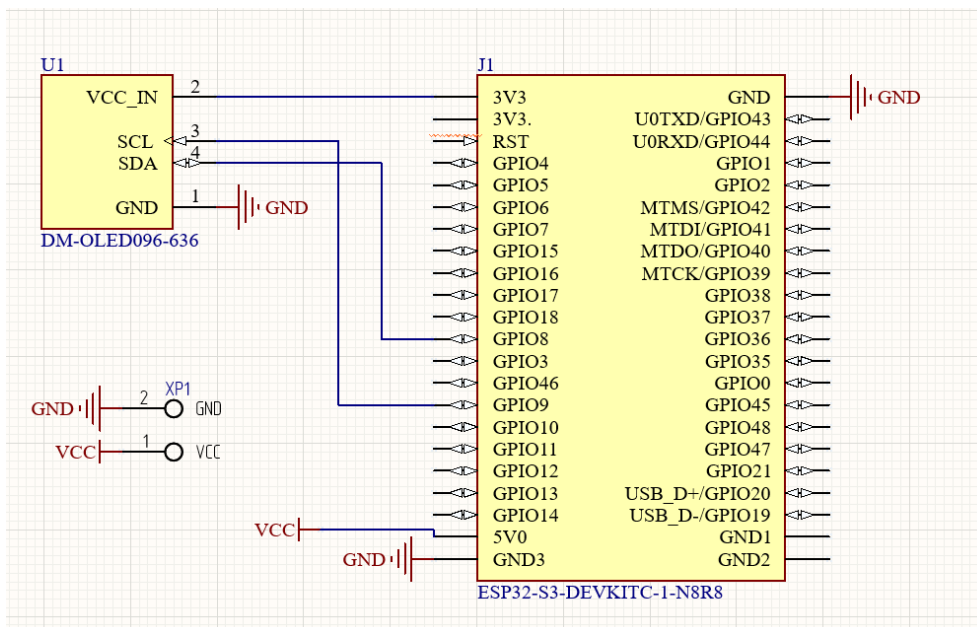 U1
VCC_IN 2
SCL 3
SDA 4
GND 1
GND
DM-OLED096-636
J1
3V3 GND
GND
3V3. U0TXD/GPIO43
RST U0RXD/GPIO44
GPIO4 GPIO1
GPIO5 GPIO2
GPIO6 MTMS/GPIO42
GPIO7 MTDI/GPIO41
GPIO15 MTDO/GPIO40
GPIO16 MTCK/GPIO39
GPIO17 GPIO38
GPIO18 GPIO37
GPIO8 GPIO36
GPIO3 GPIO35
GPIO46 GPIO0
GPIO9 GPIO45
GPIO10 GPIO48
GPIO11 GPIO47
GPIO12 GPIO21
GPIO13 USB_D+/GPIO20
GPIO14 USB_D-/GPIO19
VCC
5V0 GND1
GND
GND3 GND2
ESP32-S3-DEVKITC-1-N8R8
XP1
GND 2 GND
VCC 1 VCC